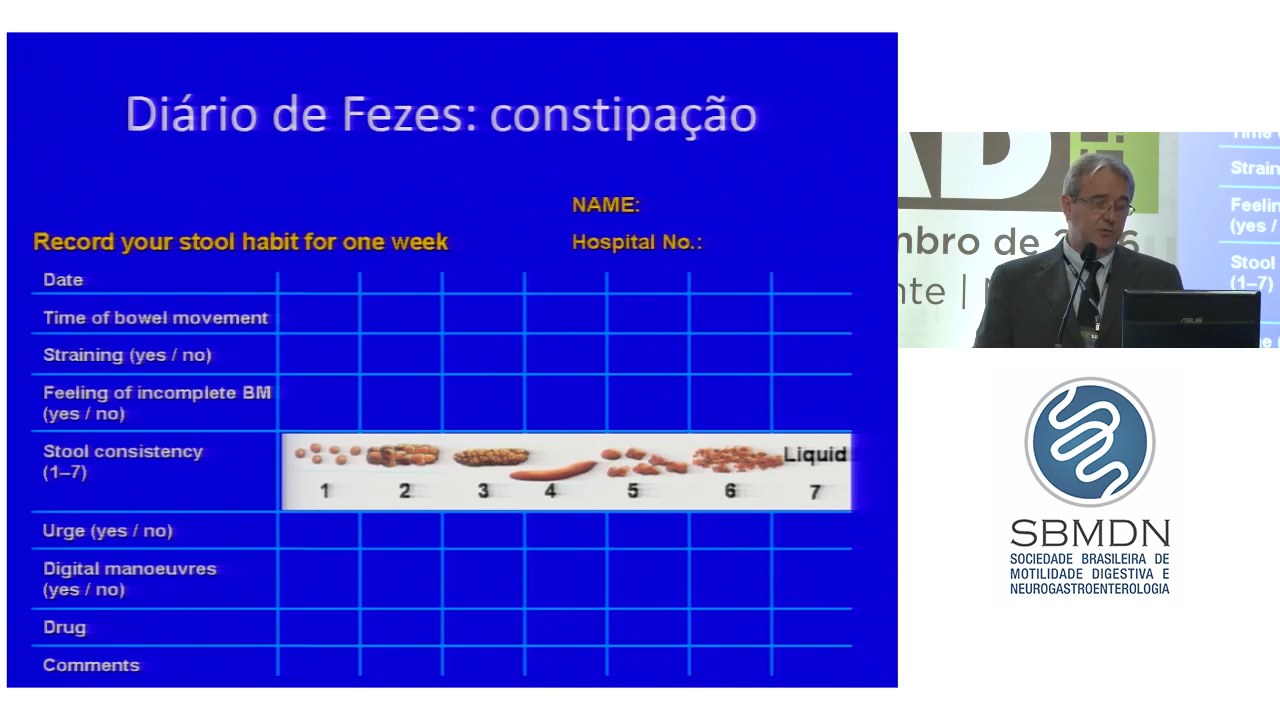 Diário de Fezes: constipação
NAME:
Record your stool habit for one week
Hospital No.:
Date
Time of bowel movement
Straining (yes / no)
Feeling of incomplete BM
(yes / no)
Stool consistency
(1–7)
Liquid
1 2 3 4 5 6 7
Urge (yes / no)
Digital manoeuvres
(yes / no)
Drug
Comments
mbro de
nte |
Strain
Feelin
(yes /
Stool
(1–7)
ASUS
SBMDN
SOCIEDADE BRASILEIRA DE
MOTILIDADE DIGESTIVA E
NEUROGASTROENTEROLOGIA